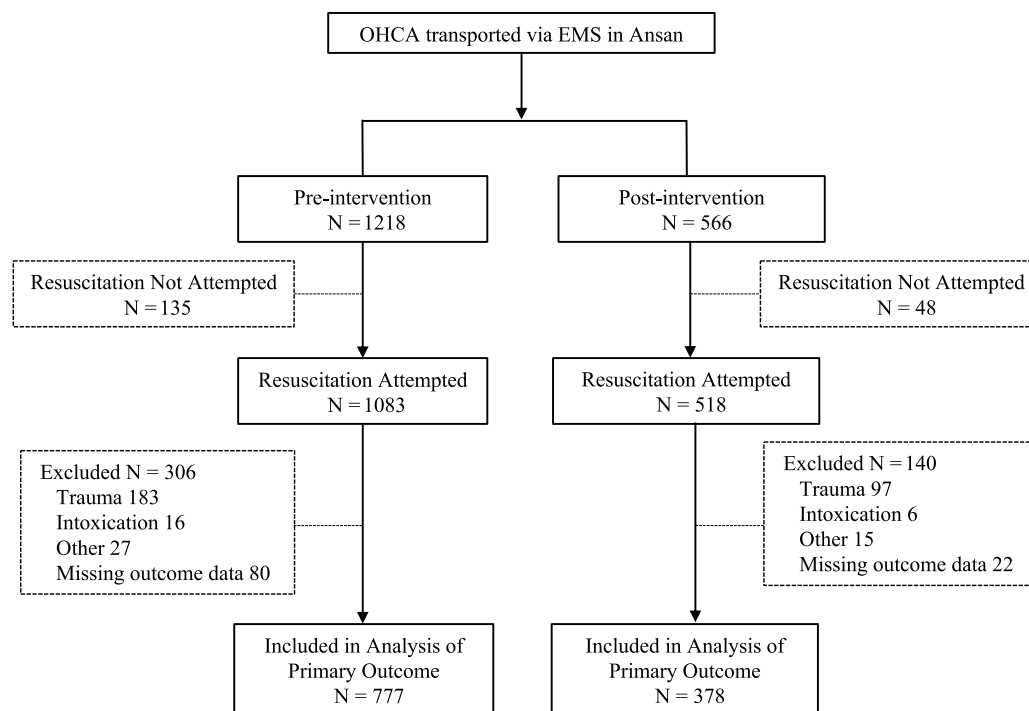 OHCA transported via EMS in Ansan
Pre-intervention
N = 1218
Post-intervention
N = 566
Resuscitation Not Attempted
N = 135
Resuscitation Not Attempted
N = 48
Resuscitation Attempted
N = 1083
Resuscitation Attempted
N = 518
Excluded N = 306
Trauma 183
Intoxication 16
Other 27
Missing outcome data 80
Excluded N = 140
Trauma 97
Intoxication 6
Other 15
Missing outcome data 22
Included in Analysis of
Primary Outcome
N = 777
Included in Analysis of
Primary Outcome
N = 378